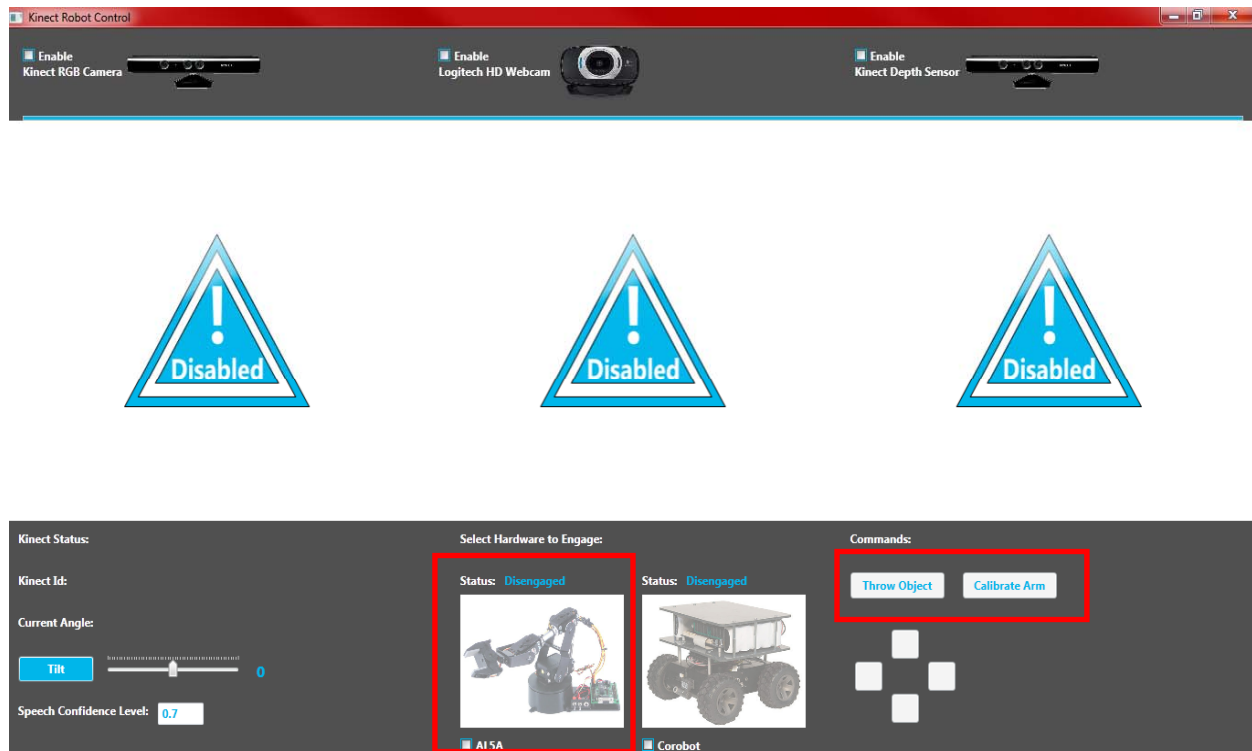 Kinect Robot Control
Enable
Kinect RGB Camera
Enable
Logitech HD Webcam
Enable
Kinect Depth Sensor
Disabled
Disabled
Disabled
Kinect Status:
Kinect Id:
Current Angle:
Tilt
0
Speech Confidence Level: 0.7
Select Hardware to Engage:
Status: Disengaged
Status: Disengaged
AL5A
Corobot
Commands:
Throw Object
Calibrate Arm